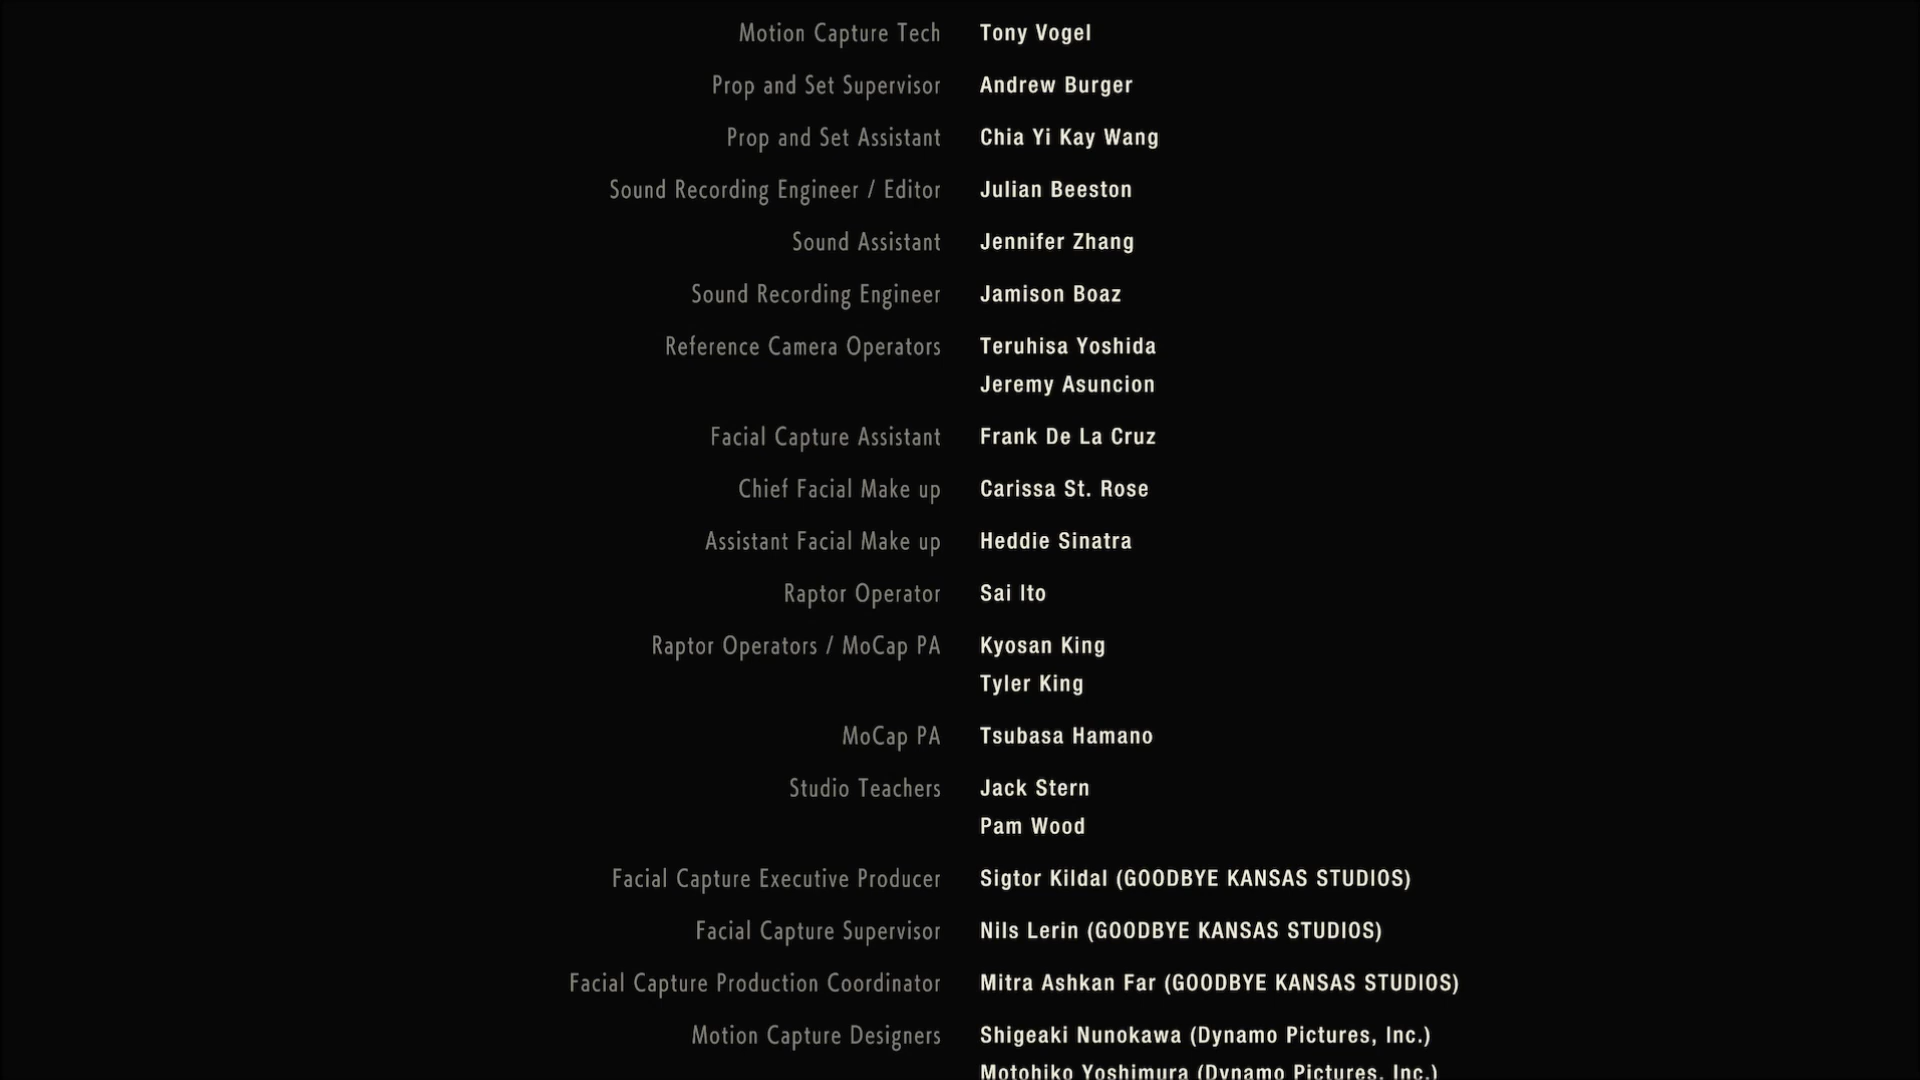 Motion Capture Tech Tony Vogel
Prop and Set Supervisor Andrew Burger
Prop and Set Assistant Chia Yi Kay Wang
Sound Recording Engineer / Editor Julian Beeston
Sound Assistant Jennifer Zhang
Sound Recording Engineer Jamison Boaz
Reference Camera Operators Teruhisa Yoshida
Jeremy Asuncion
Facial Capture Assistant Frank De La Cruz
Chief Facial Make up Carissa St. Rose
Assistant Facial Make up Heddie Sinatra
Raptor Operator Sai Ito
Raptor Operators / MoCap PA Kyosan King
Tyler King
MoCap PA Tsubasa Hamano
Studio Teachers Jack Stern
Pam Wood
Facial Capture Executive Producer Sigtor Kildal (GOODBYE KANSAS STUDIOS)
Facial Capture Supervisor Nils Lerin (GOODBYE KANSAS STUDIOS)
Facial Capture Production Coordinator Mitra Ashkan Far (GOODBYE KANSAS STUDIOS)
Motion Capture Designers Shigeaki Nunokawa (Dynamo Pictures, Inc.)
Motohiko Yoshimura (Dynamo Pictures, Inc.)